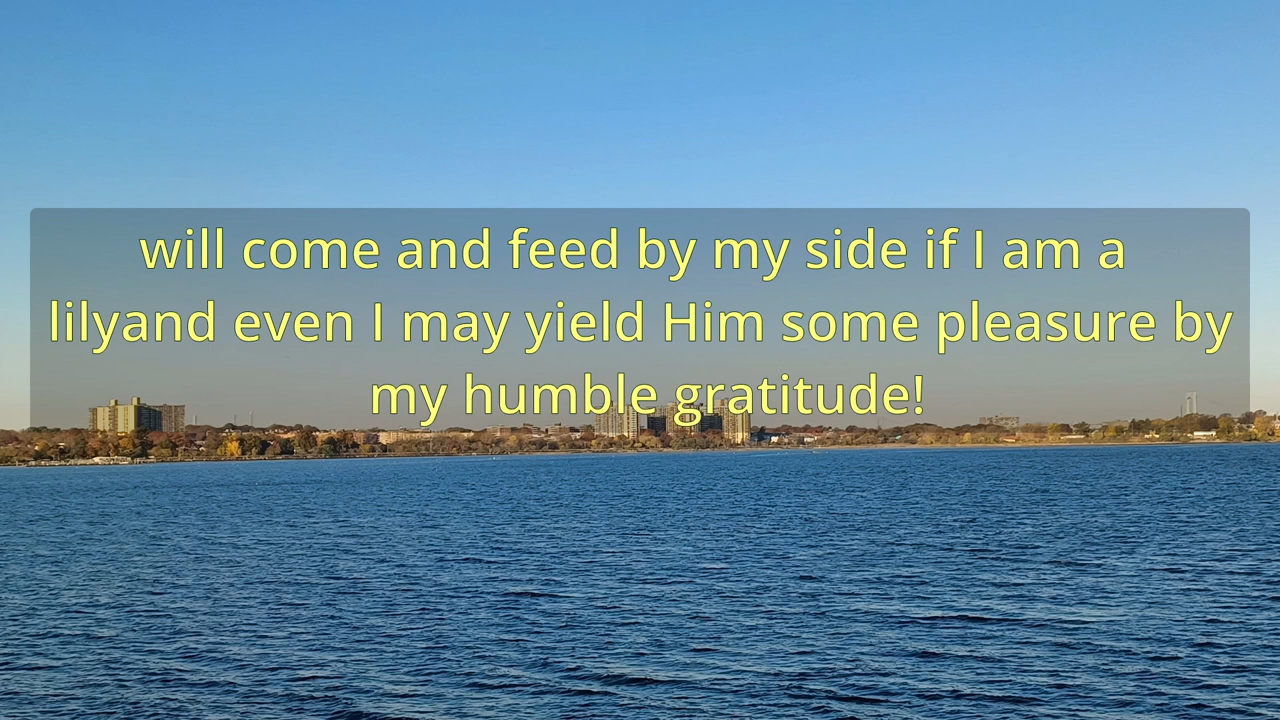 will come and feed by my side if I am a
lilyand even I may yield Him some pleasure by
my humble gratitude!